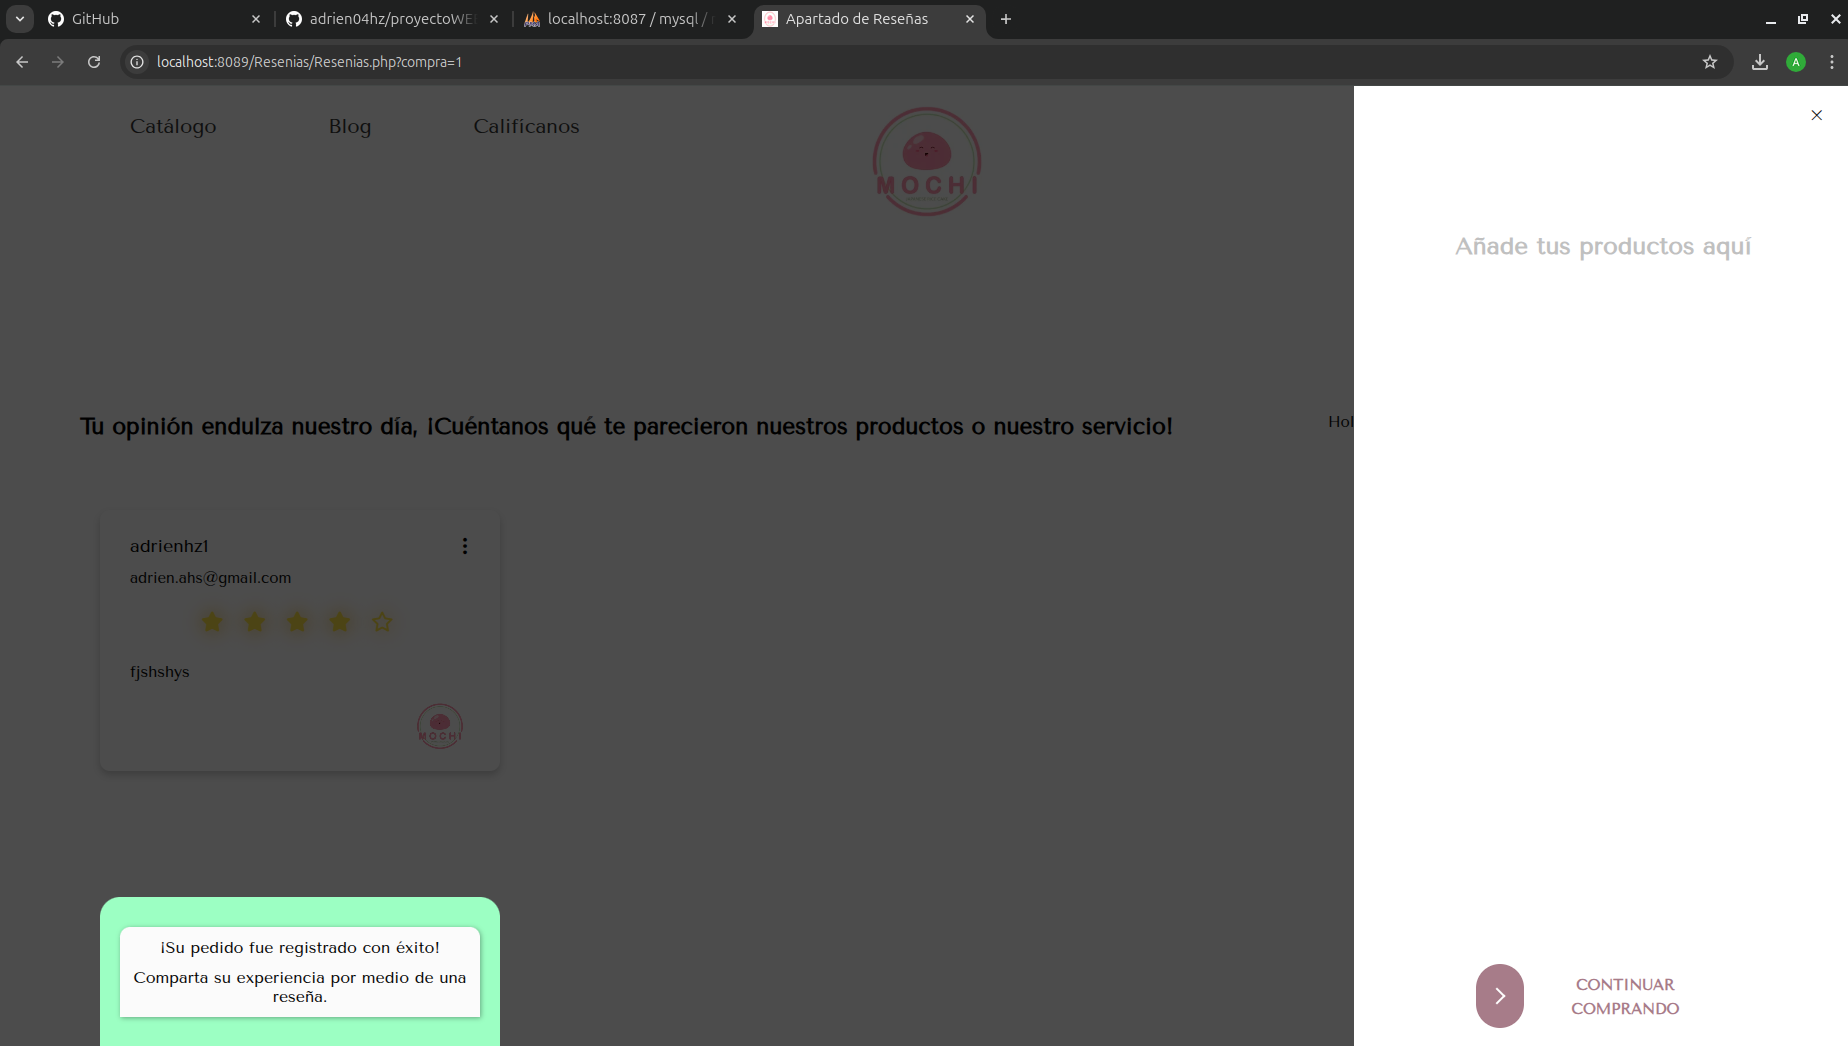 GitHub
adrien04hz/proyectoWE
localhost:8087 / mysql /
Apartado de Reseñas
localhost:8089/Resenias/Resenias.php?compra=1
A
Catálogo
Blog
Califícanos
MOCHI
Añade tus productos aquí
Tu opinión endulza nuestro día, ¡Cuéntanos qué te parecieron nuestros productos o nuestro servicio!
Hol
adrienhz1
adrien.ahs@gmail.com
fjshshys
MOCHI
¡Su pedido fue registrado con éxito!
Comparta su experiencia por medio de una
reseña.
CONTINUAR
COMPRANDO